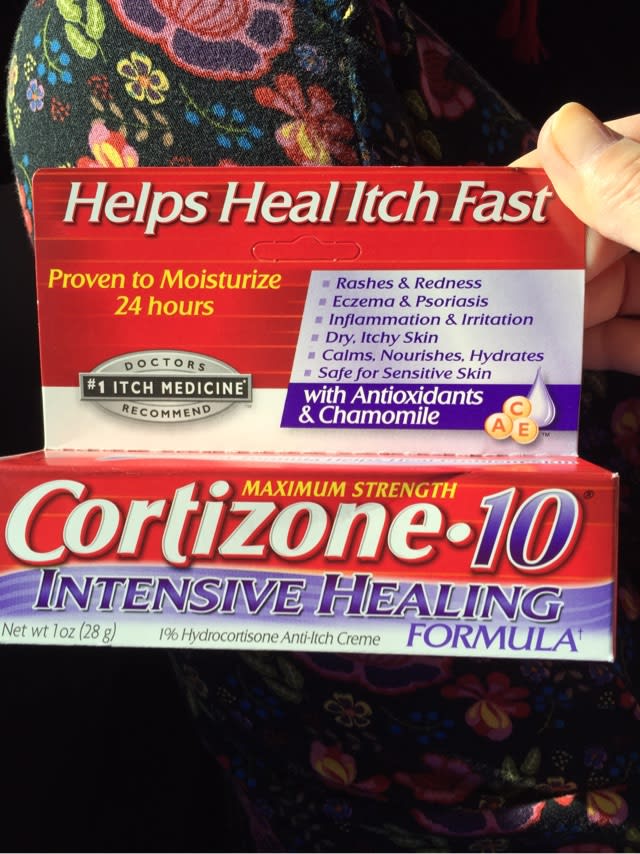 Helps Heal Itch Fast
Proven to Moisturize
24 hours
DOCTORS
#1 ITCH MEDICINE*
RECOMMEND
Rashes & Redness
Eczema & Psoriasis
Inflammation & Irritation
Dry, Itchy Skin
Calms, Nourishes, Hydrates
Safe for Sensitive Skin
with Antioxidants
& Chamomile
A C E ™
MAXIMUM STRENGTH
Cortizone•10®
INTENSIVE HEALING
FORMULA†
Net wt 1oz (28 g)
1% Hydrocortisone Anti-Itch Creme